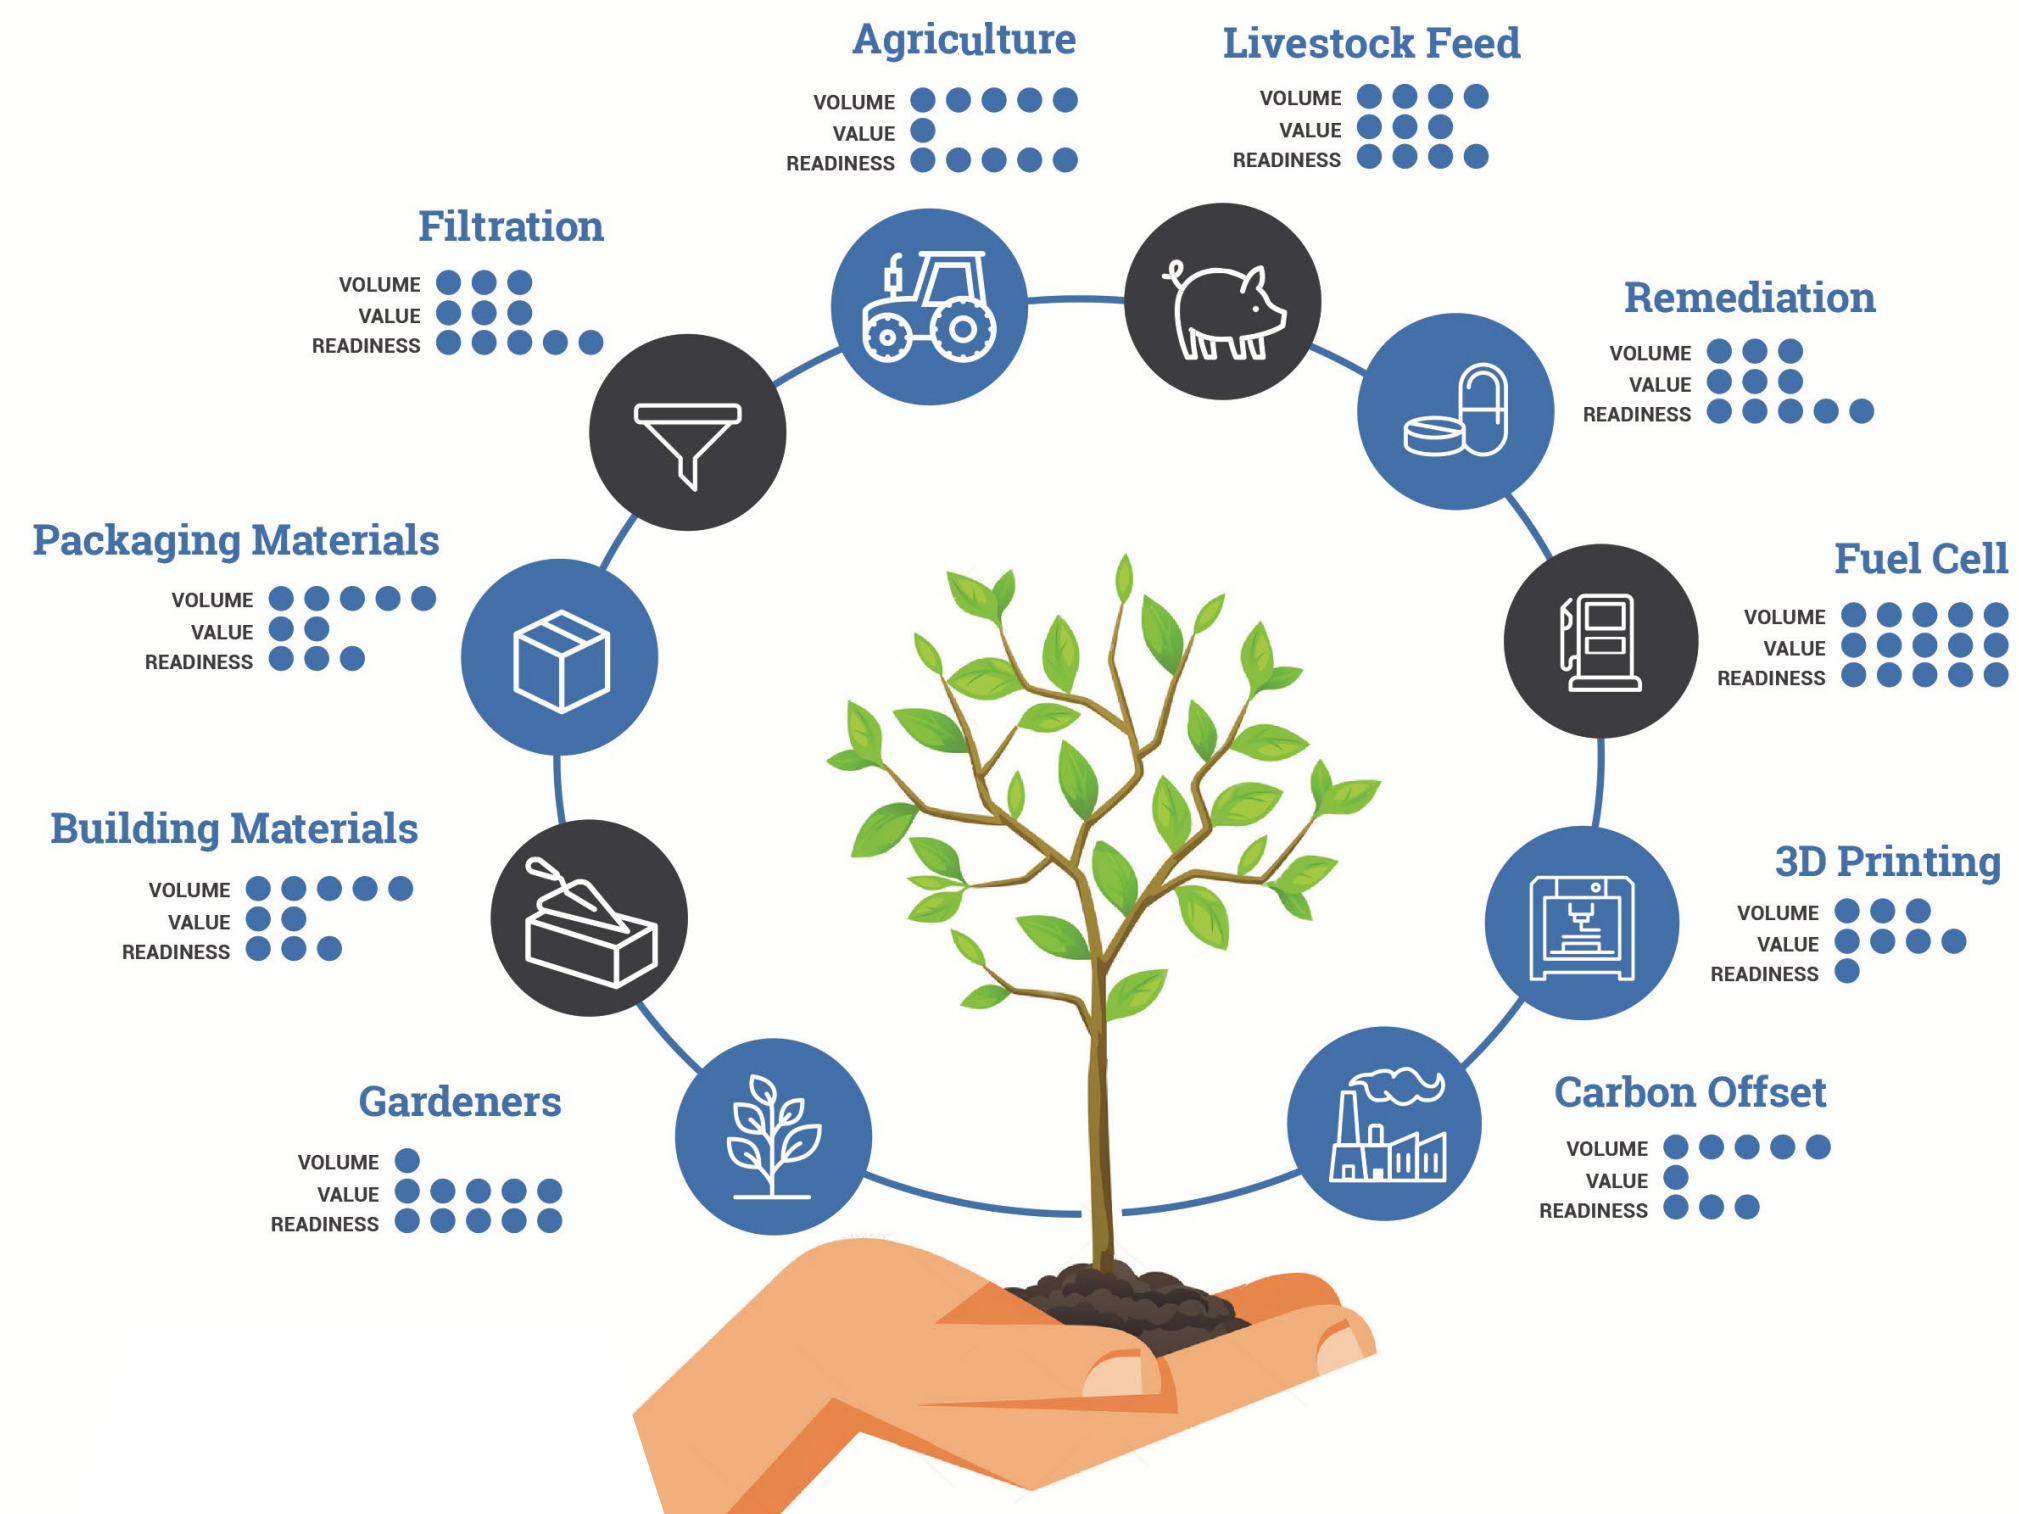 Agriculture
VOLUME
VALUE
READINESS
Livestock Feed
VOLUME
VALUE
READINESS
Filtration
VOLUME
VALUE
READINESS
Remediation
VOLUME
VALUE
READINESS
Packaging Materials
VOLUME
VALUE
READINESS
Fuel Cell
VOLUME
VALUE
READINESS
Building Materials
VOLUME
VALUE
READINESS
3D Printing
VOLUME
VALUE
READINESS
Gardeners
VOLUME
VALUE
READINESS
Carbon Offset
VOLUME
VALUE
READINESS